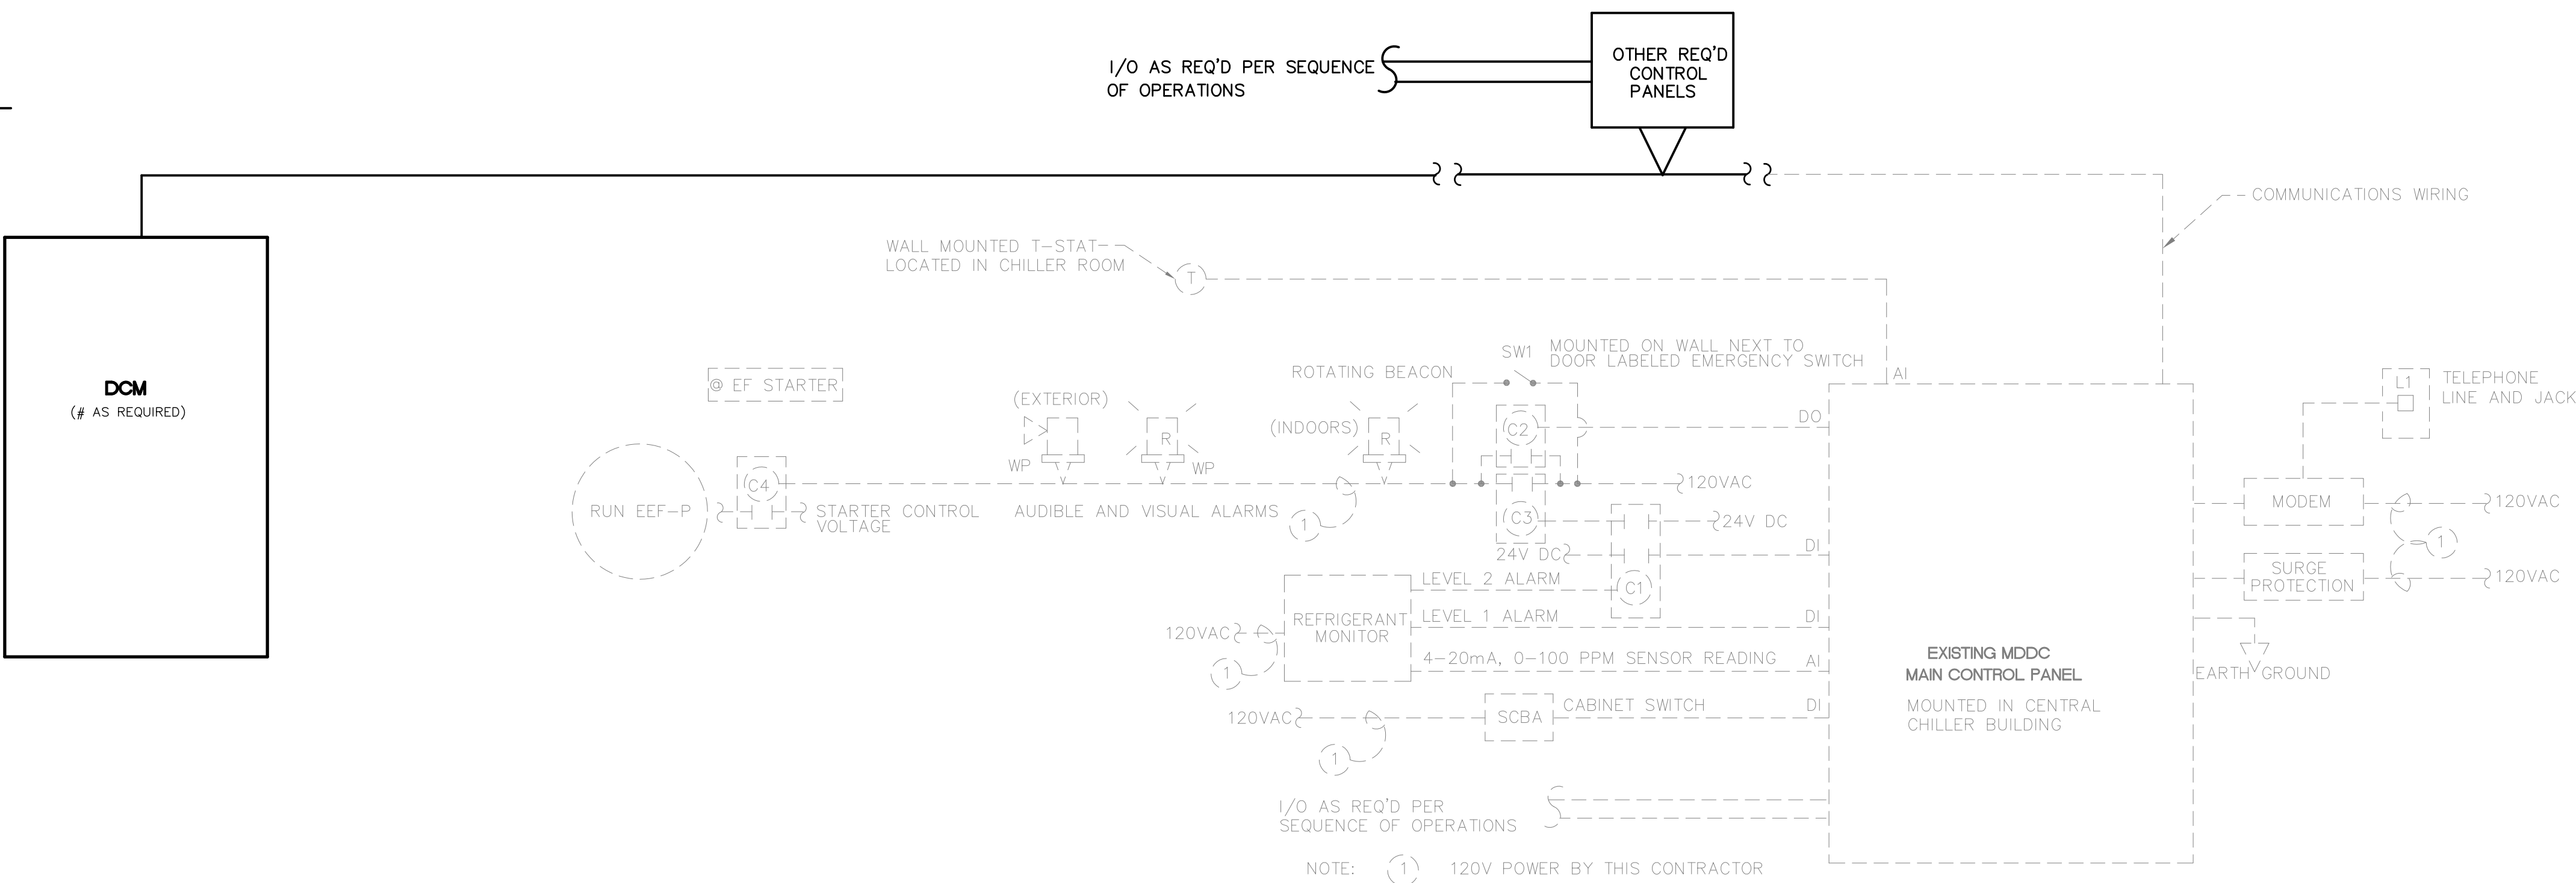 I/O AS REQ'D PER SEQUENCE
OF OPERATIONS
OTHER REQ'D
CONTROL
PANELS
COMMUNICATIONS WIRING
WALL MOUNTED T-STAT
LOCATED IN CHILLER ROOM
T
DCM
(# AS REQUIRED)
@ EF STARTER
(EXTERIOR)
WP
R
WP
ROTATING BEACON
(INDOORS)
R
SW1
MOUNTED ON WALL NEXT TO
DOOR LABELED EMERGENCY SWITCH
AI
L1
TELEPHONE
LINE AND JACK
C2
DO
RUN EEF-P
C4
STARTER CONTROL
VOLTAGE
AUDIBLE AND VISUAL ALARMS
1
120VAC
C3
24V DC
24V DC
DI
C1
MODEM
120VAC
1
SURGE
PROTECTION
120VAC
LEVEL 2 ALARM
REFRIGERANT
MONITOR
LEVEL 1 ALARM
DI
120VAC
1
4-20mA, 0-100 PPM SENSOR READING
AI
EXISTING MDDC
MAIN CONTROL PANEL
MOUNTED IN CENTRAL
CHILLER BUILDING
EARTH GROUND
120VAC
1
SCBA
CABINET SWITCH
DI
I/O AS REQ'D PER
SEQUENCE OF OPERATIONS
NOTE: 1 120V POWER BY THIS CONTRACTOR